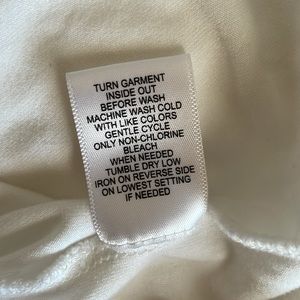 TURN GARMENT
INSIDE OUT
BEFORE WASH
MACHINE WASH COLD
WITH LIKE COLORS
GENTLE CYCLE
ONLY NON-CHLORINE
BLEACH
WHEN NEEDED
TUMBLE DRY LOW
IRON ON REVERSE SIDE
ON LOWEST SETTING
IF NEEDED